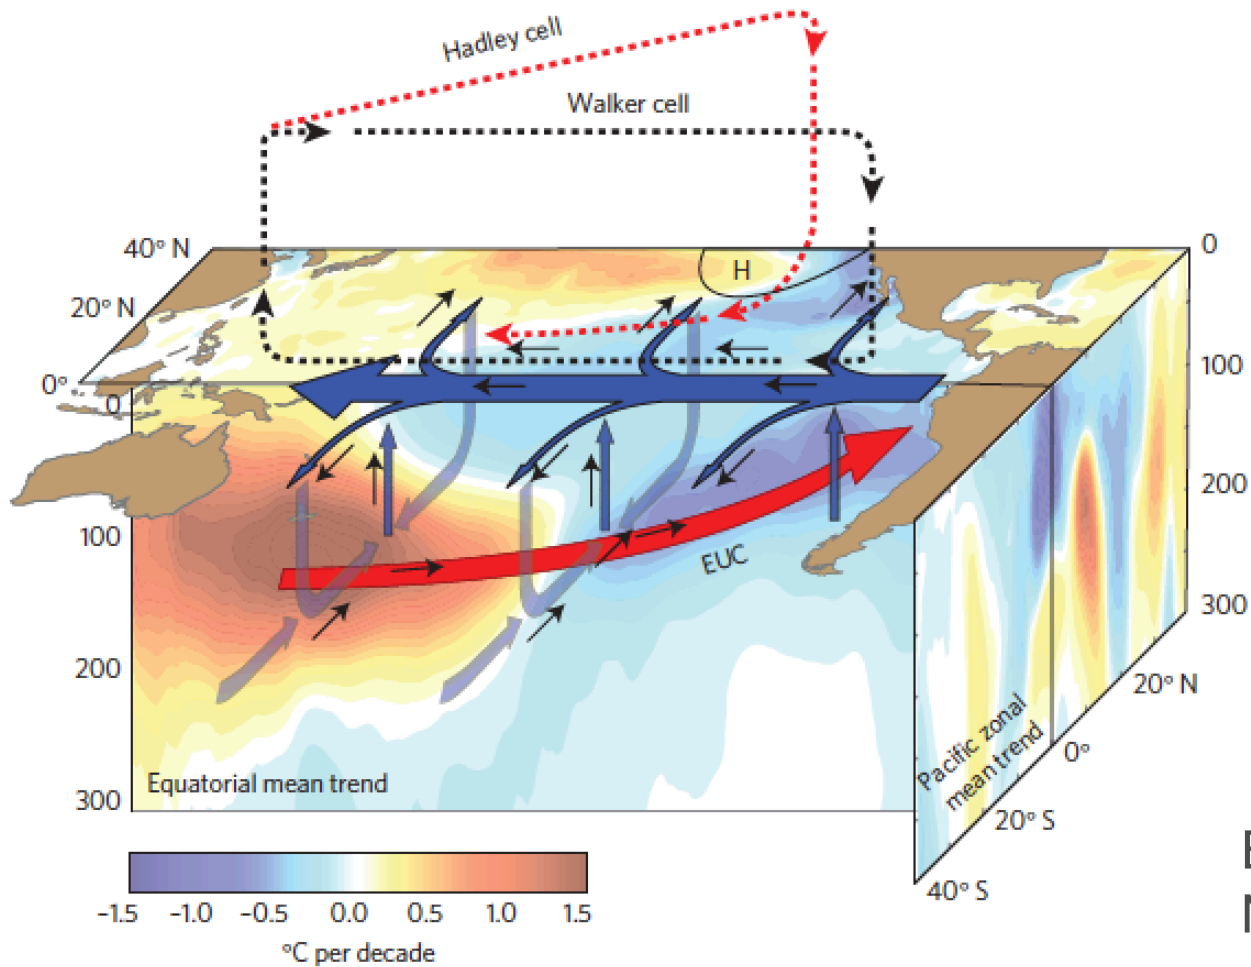 Hadley cell
Walker cell
40° N
20° N
0°
H
0
100
200
300
0
100
200
300
EUC
Equatorial mean trend
Pacific zonal
mean trend
20° N
0°
20° S
40° S
-1.5 -1.0 -0.5 0.0 0.5 1.0 1.5
°C per decade